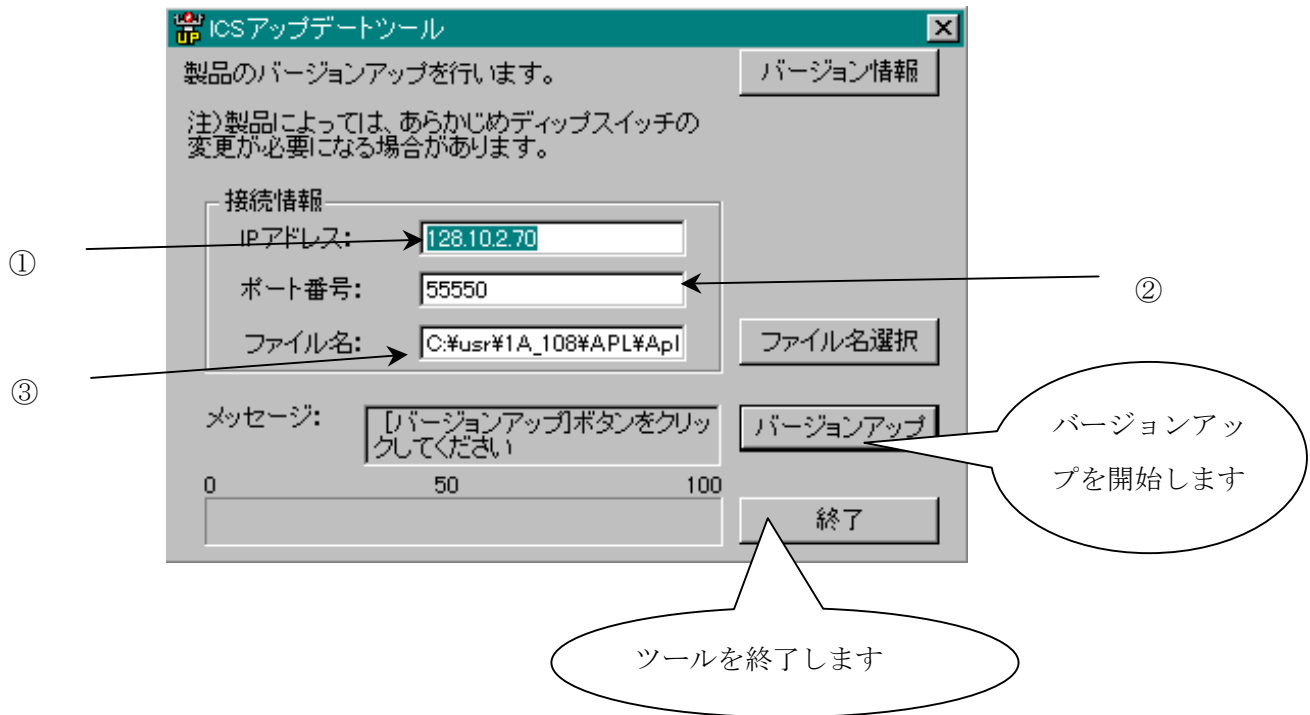 ICSアップデートツール
製品のバージョンアップを行います。
バージョン情報
注)製品によっては、あらかじめディップスイッチの
変更が必要になる場合があります。
接続情報
①
IPアドレス:
128.10.2.70
ポート番号:
55550
②
ファイル名:
C:¥usr¥1A_108¥APL¥Apl
ファイル名選択
③
メッセージ:
[バージョンアップ]ボタンをクリッ
クしてください
バージョンアップ
バージョンアッ
プを開始します
0 50 100
終了
ツールを終了します